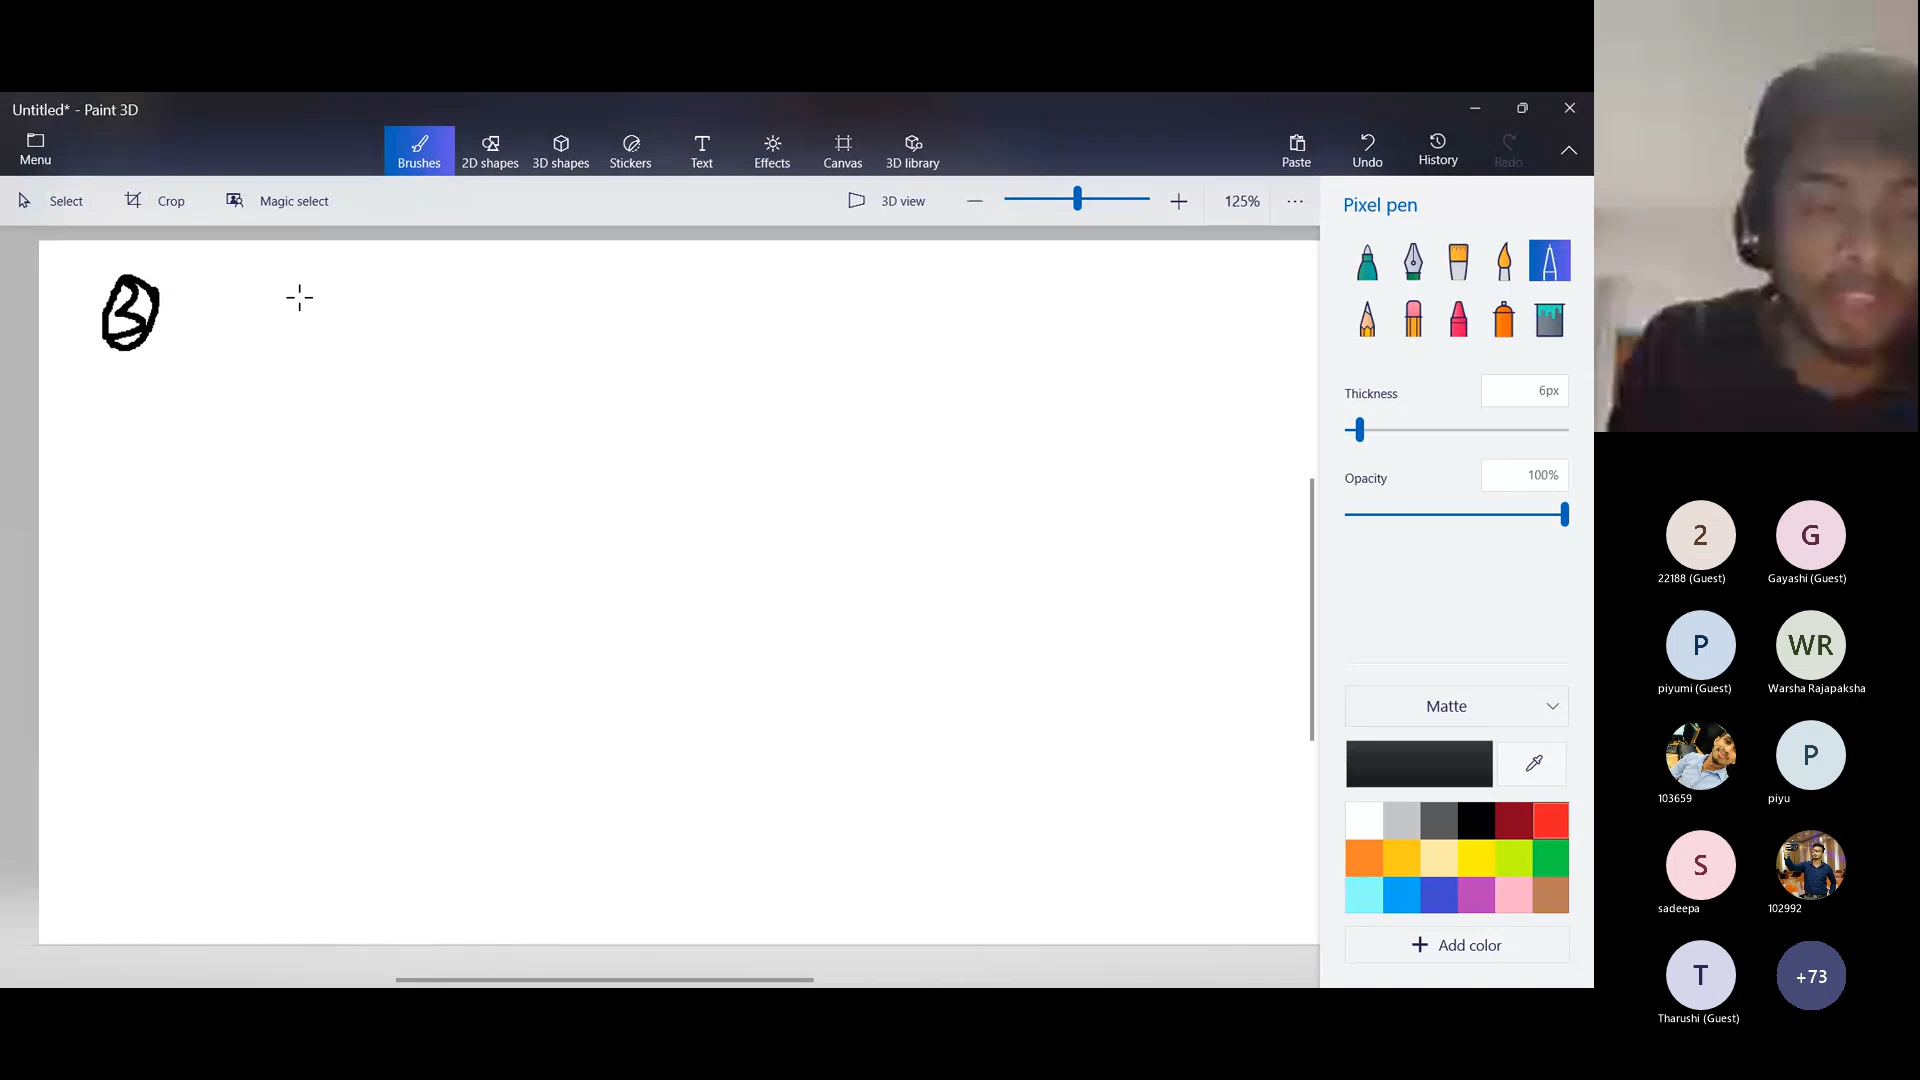 Untitled* - Paint 3D
Menu
Brushes
2D shapes
3D shapes
Stickers
Text
Effects
Canvas
3D library
Paste
Undo
History
Redo
Select
Crop
Magic select
3D view
125%
Pixel pen
Thickness
6px
Opacity
100%
Matte
Add color
2
2
22188 (Guest)
G
Gayashi (Guest)
P
piyumi (Guest)
WR
Warsha Rajapaksha
103659
P
piyu
S
sadeepa
102992
T
Tharushi (Guest)
+73